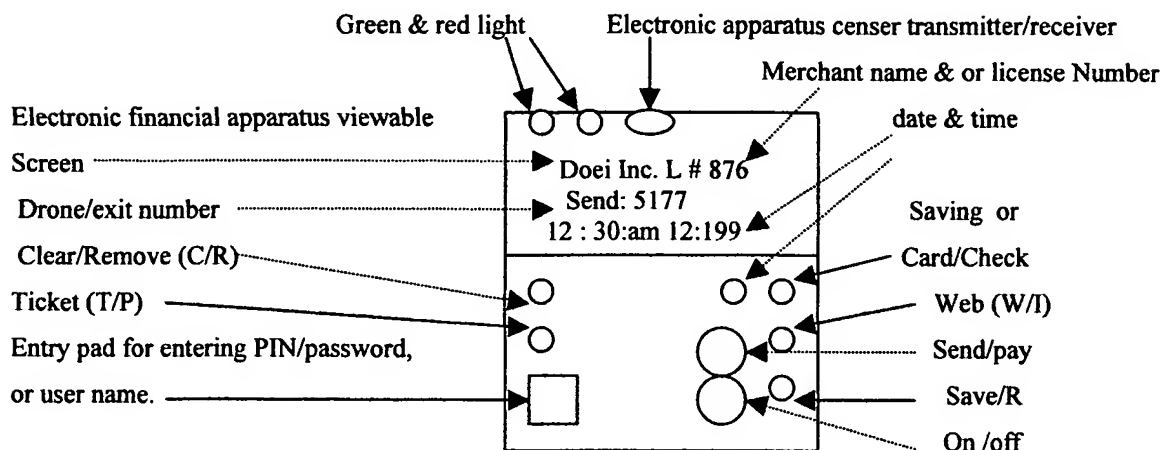 Green & red light
Electronic apparatus censer transmitter/receiver
Merchant name & or license Number
Electronic financial apparatus viewable
date & time
Screen
Doei Inc. L # 876
Drone/exit number
Send: 5177
Saving or
12 : 30:am 12:199
Clear/Remove (C/R)
Card/Check
Ticket (T/P)
Web (W/I)
Entry pad for entering PIN/password,
Send/pay
or user name.
Save/R
On /off